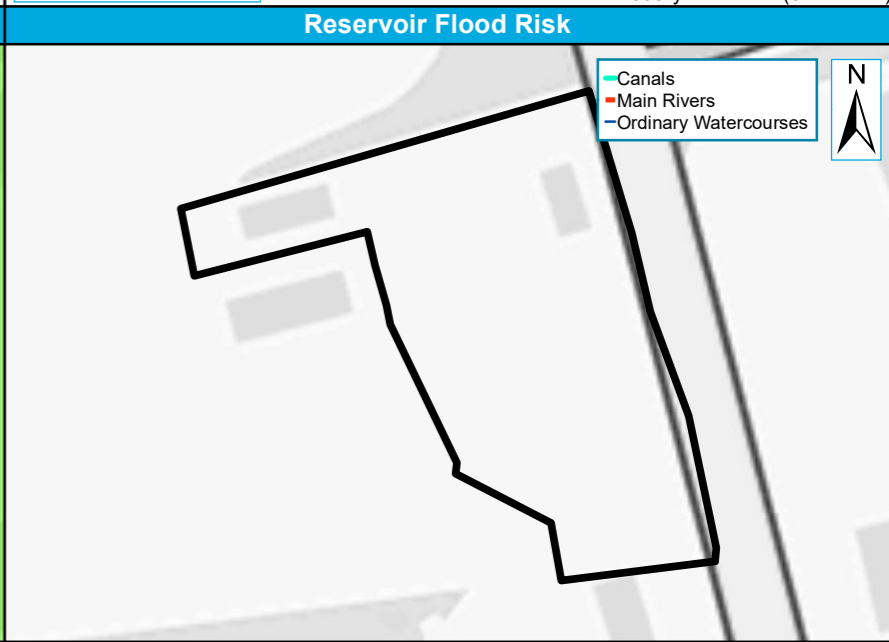 Reservoir Flood Risk
Canals
Main Rivers
Ordinary Watercourses
N